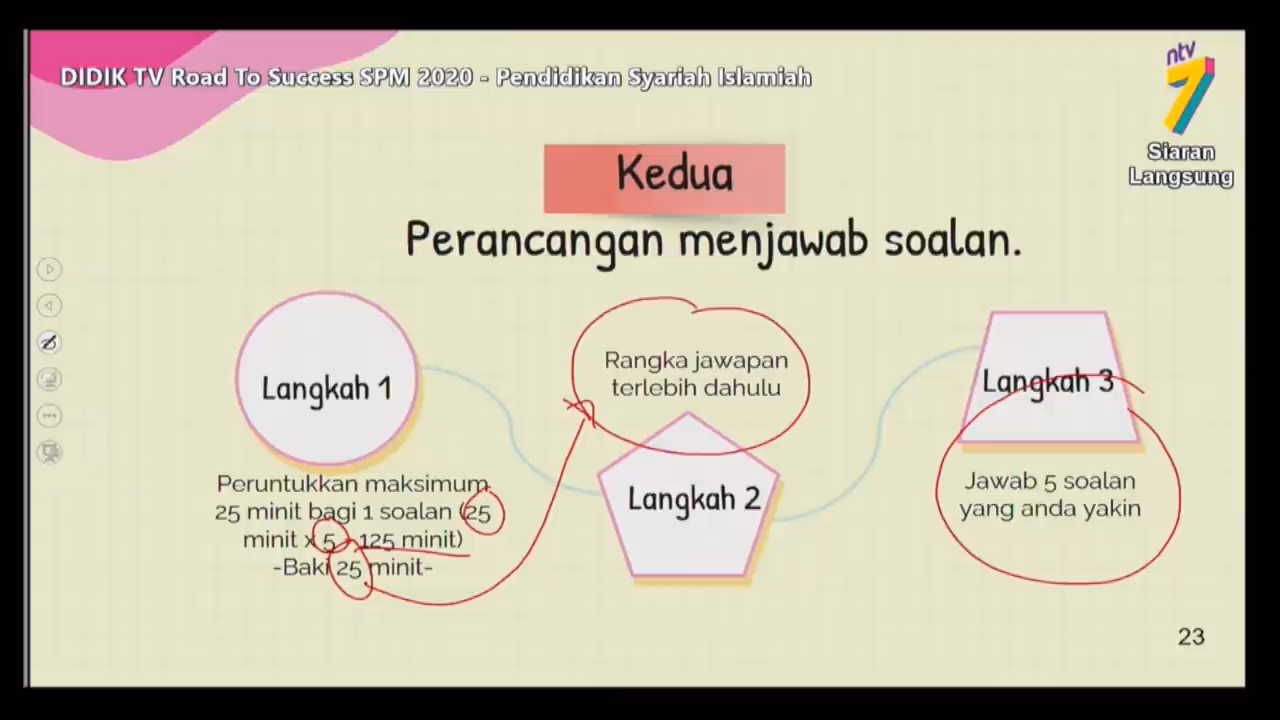 DIDIK TV Road To Success SPM 2020 - Pendidikan Syariah Islamiah
ntv
7
Siaran
Langsung
Kedua
Perancangan menjawab soalan.
Langkah 1
Peruntukkan maksimum
25 minit bagi 1 soalan (25
minit x 5 - 125 minit)
-Baki 25 minit-
Rangka jawapan
terlebih dahulu
Langkah 2
Langkah 3
Jawab 5 soalan
yang anda yakin
23